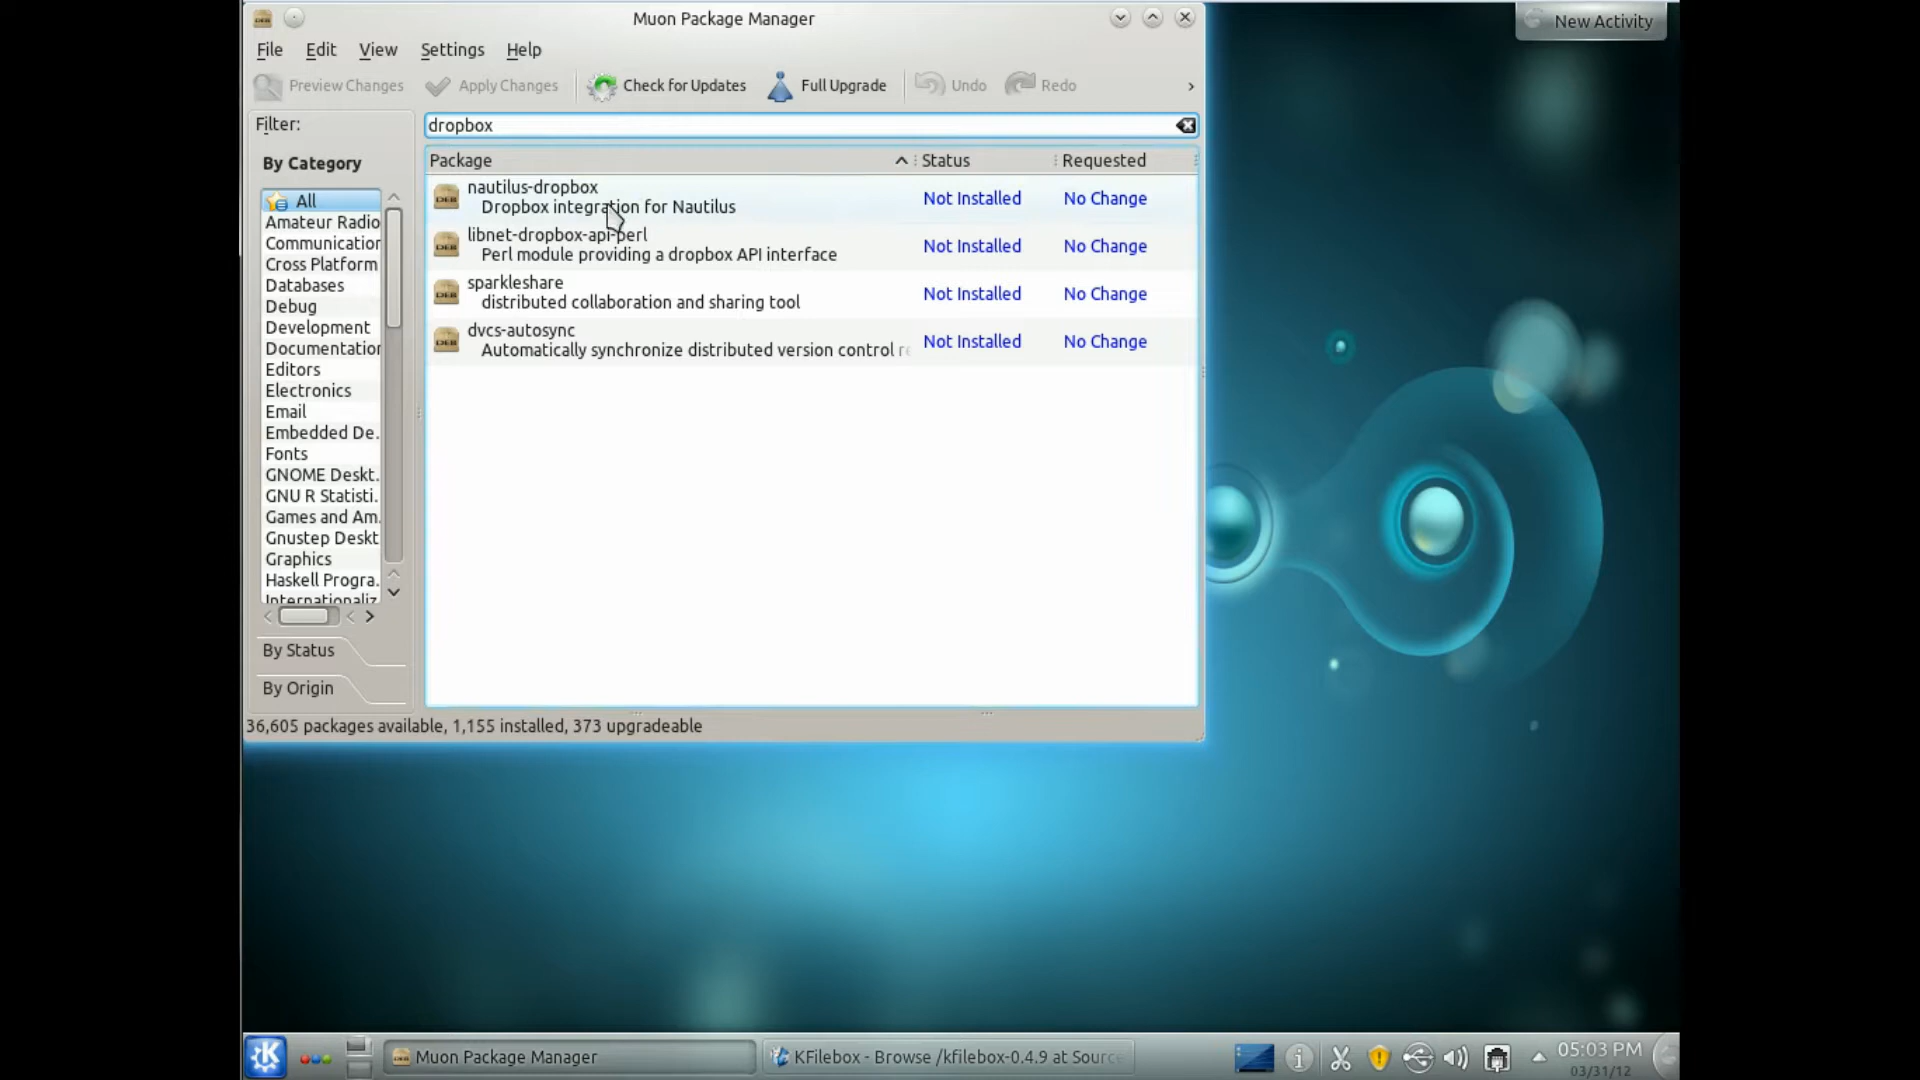 Muon Package Manager
New Activity
File Edit View Settings Help
Preview Changes Apply Changes Check for Updates Full Upgrade Undo Redo
Filter:
dropbox
By Category
Package Status Requested
All
Amateur Radio
Communication
Cross Platform
Databases
Debug
Development
Documentation
Editors
Electronics
Email
Embedded De.
Fonts
GNOME Deskt.
GNU R Statisti.
Games and Am.
Gnustep Deskt
Graphics
Haskell Progra.
Internationaliz
nautilus-dropbox
Dropbox integration for Nautilus
Not Installed No Change
libnet-dropbox-api-perl
Perl module providing a dropbox API interface
Not Installed No Change
sparkleshare
distributed collaboration and sharing tool
Not Installed No Change
dvcs-autosync
Automatically synchronize distributed version control re
Not Installed No Change
By Status
By Origin
36,605 packages available, 1,155 installed, 373 upgradeable
Muon Package Manager
KFilebox - Browse /kfilebox-0.4.9 at Source
05:03 PM
03/31/12